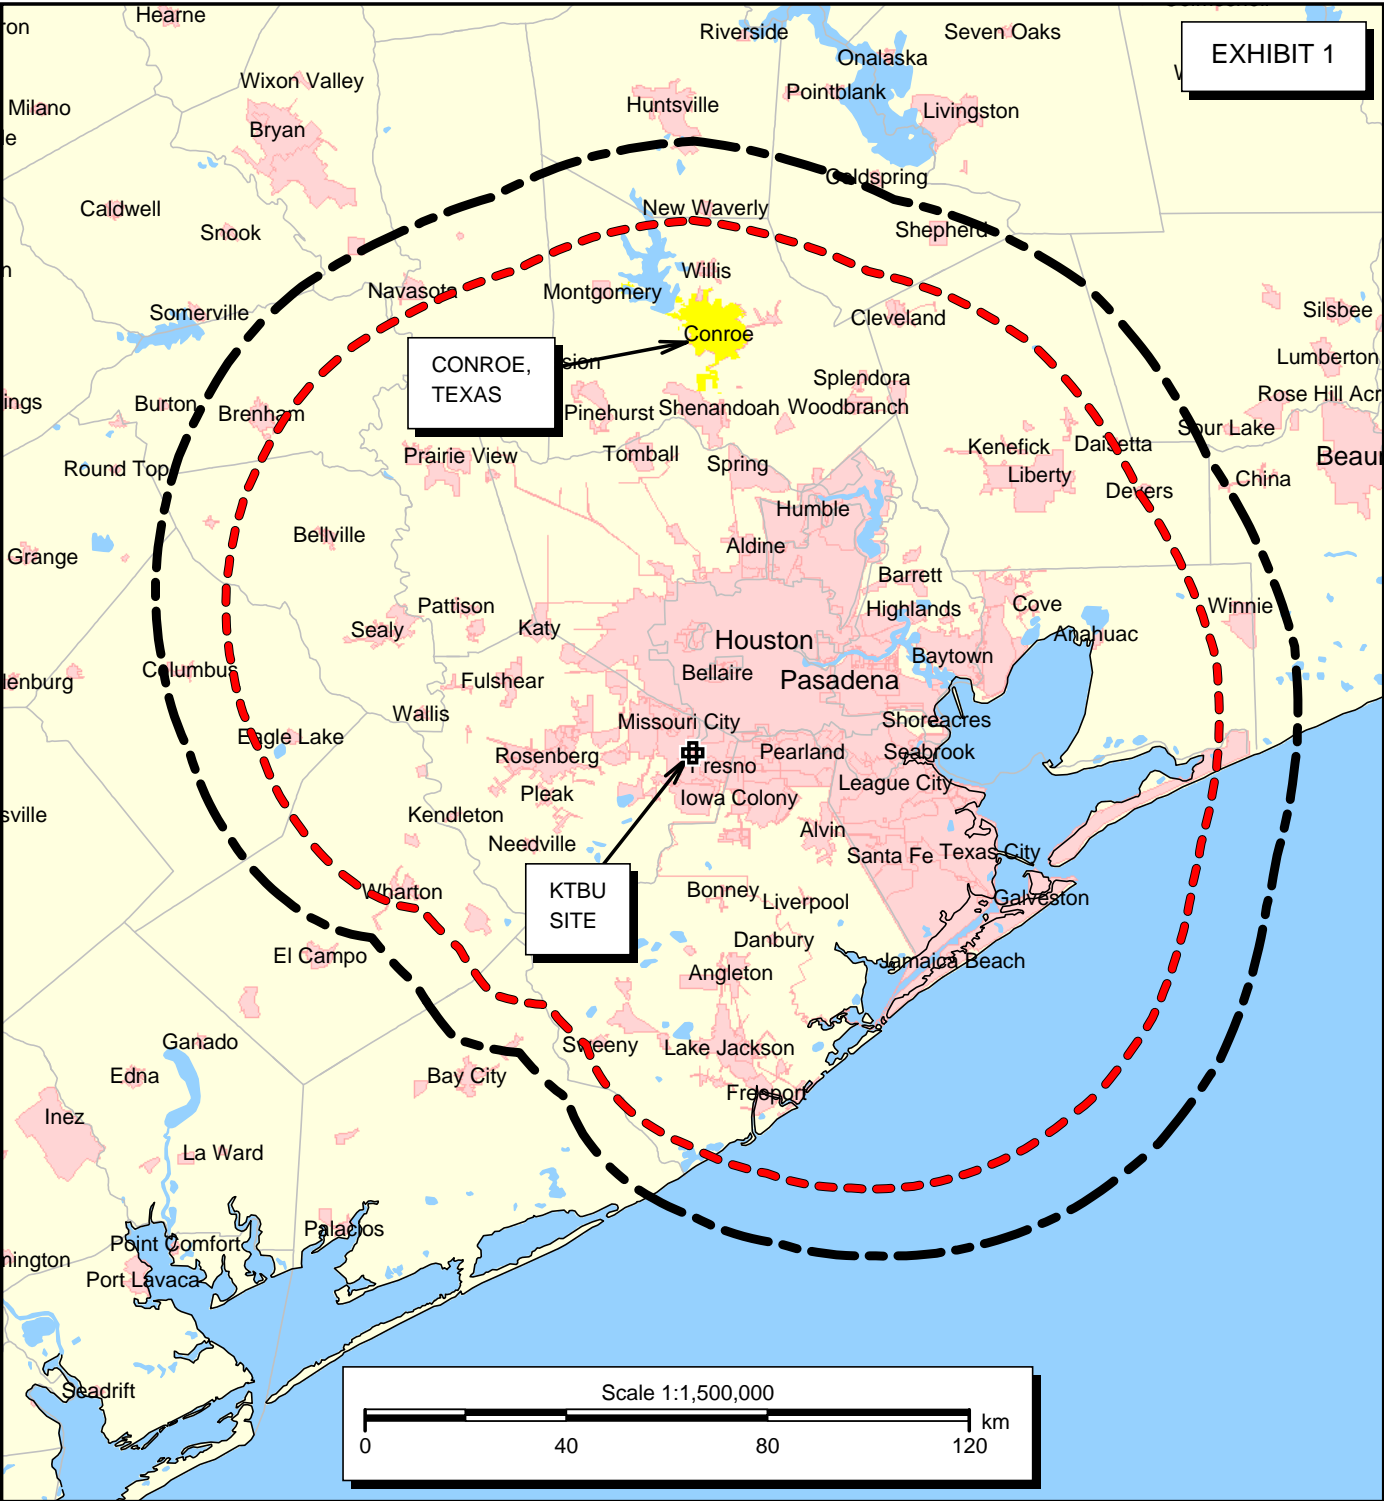 Hearne
Riverside
Seven Oaks
EXHIBIT 1
Onalaska
Wixon Valley
Pointblank
Milano
Huntsville
Livingston
Bryan
Coldspring
Caldwell
New Waverly
Snook
Shepherd
Willis
Navasota
Montgomery
Somerville
Silsbee
Cleveland
Conroe
Lumberton
CONROE,
TEXAS
Splendora
Rose Hill Acr
Burton
Brenham
Pinehurst
Shenandoah
Woodbranch
Sour Lake
Kenefick
Daisetta
Prairie View
Tomball
Spring
Beaur
Round Top
Liberty
China
Devers
Humble
Bellville
Aldine
Grange
Barrett
Pattison
Highlands
Cove
Winnie
Sealy
Katy
Houston
Anahuac
Baytown
Columbus
Bellaire
lenburg
Fulshear
Pasadena
Wallis
Missouri City
Shoreacres
Eagle Lake
Rosenberg
Pearland
Seabrook
resno
League City
Pleak
Iowa Colony
sville
Kendleton
Alvin
Needville
Santa Fe
Texas City
KTBU
SITE
Wharton
Bonney
Liverpool
Galveston
Danbury
El Campo
Angleton
Jamaica Beach
Ganado
Sweeny
Lake Jackson
Edna
Bay City
Freeport
Inez
La Ward
Palacios
Point Comfort
mington
Port Lavaca
Seadrift
Scale 1:1,500,000
km
0 40 80 120